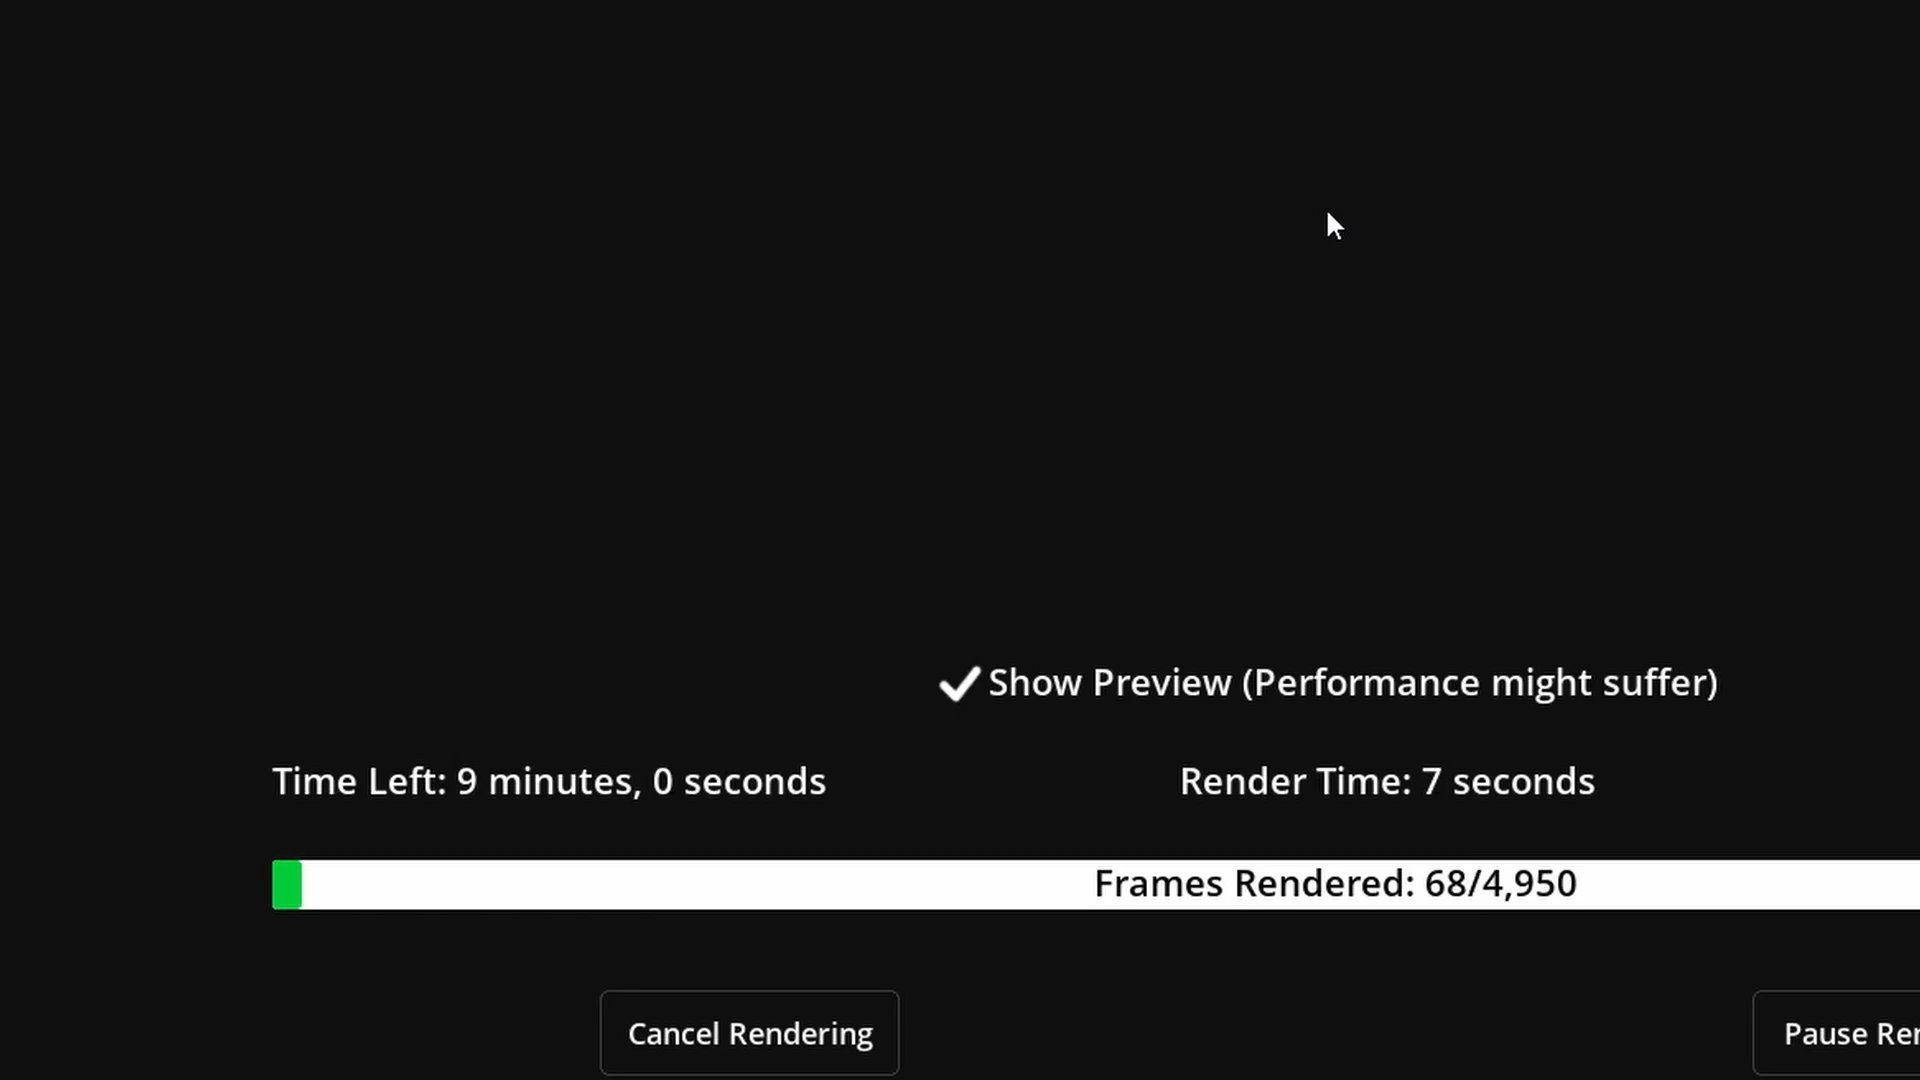 Show Preview (Performance might suffer)
Time Left: 9 minutes, 0 seconds
Render Time: 7 seconds
Frames Rendered: 68/4,950
Cancel Rendering
Pause